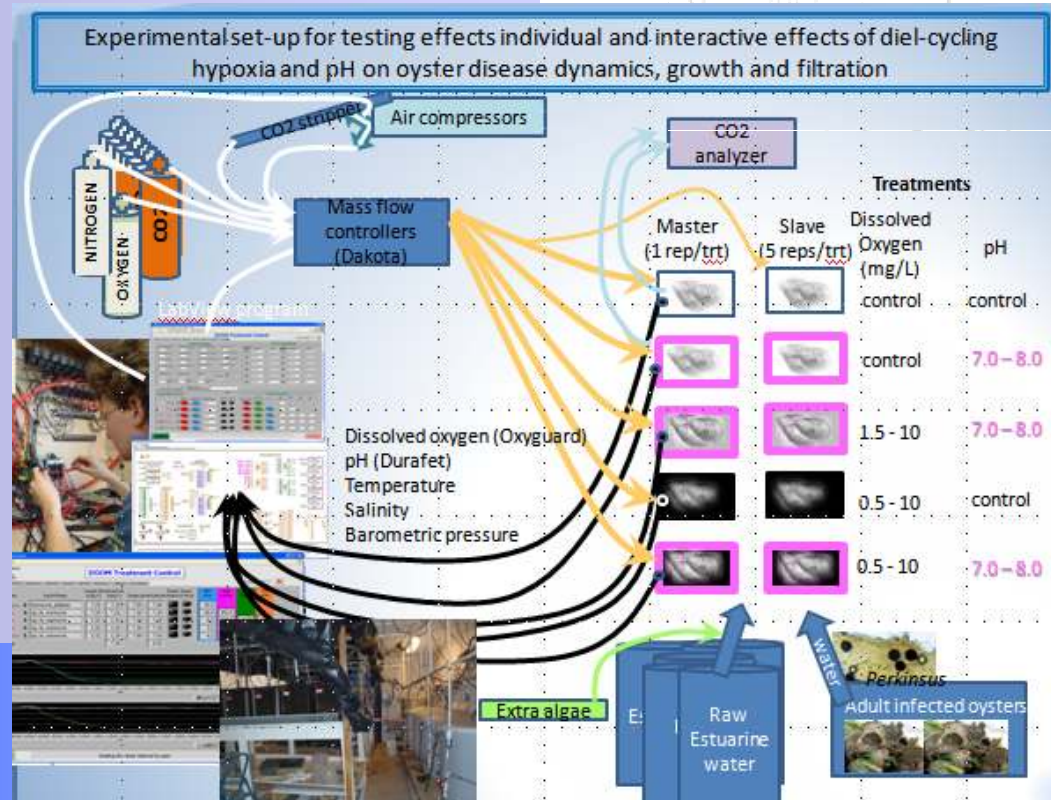 Experimental set-up for testing effects individual and interactive effects of diel-cycling
hypoxia and pH on oyster disease dynamics, growth and filtration
CO2 stripper
Air compressors
CO2
analyzer
NITROGEN
OXYGEN
CO2
Mass flow
controllers
(Dakota)
Treatments
Master
(1 rep/trt)
Slave
(5 reps/trt)
Dissolved
Oxygen
(mg/L)
pH
control
control
control
7.0 – 8.0
1.5 - 10
7.0 – 8.0
0.5 - 10
control
0.5 - 10
7.0 – 8.0
LabView program
Dissolved oxygen (Oxyguard)
pH (Durafet)
Temperature
Salinity
Barometric pressure
Treatment Control
Extra algae
Raw
Estuarine
water
water
Perkinsus
Adult infected oysters